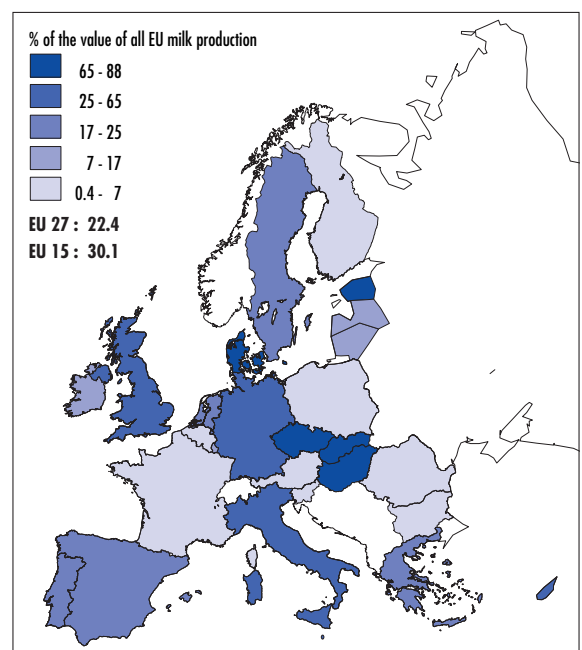 % of the value of all EU milk production
65 - 88
25 - 65
17 - 25
7 - 17
0.4 - 7
EU 27 : 22.4
EU 15 : 30.1